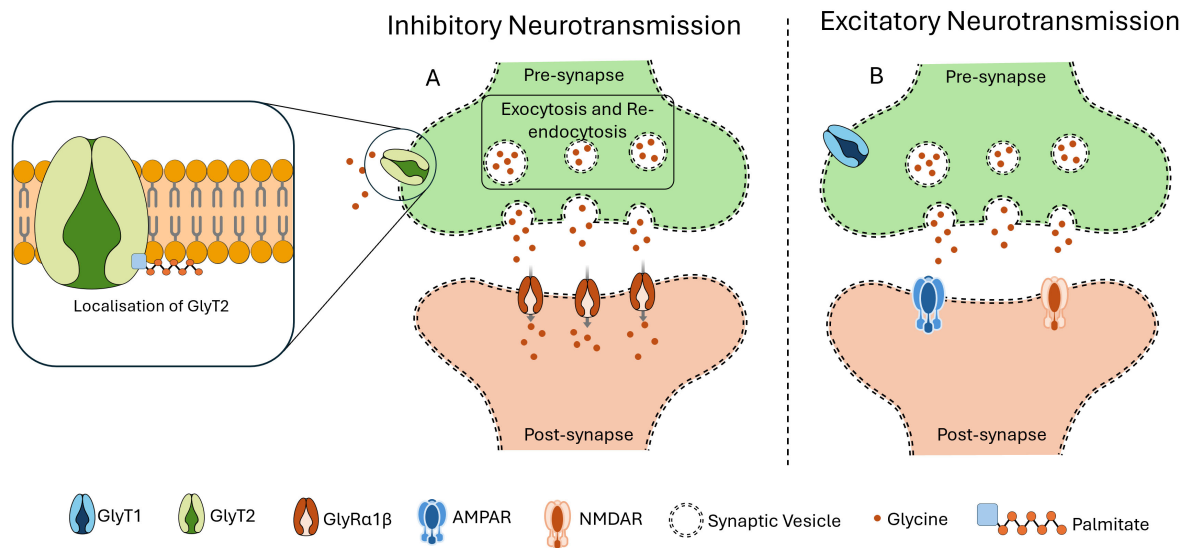 Inhibitory Neurotransmission
Excitatory Neurotransmission
A
Pre-synapse
Exocytosis and Re-
endocytosis
B
Pre-synapse
Localisation of GlyT2
Post-synapse
Post-synapse
GlyT1
GlyT2
GlyRα1β
AMPAR
NMDAR
Synaptic Vesicle
Glycine
Palmitate